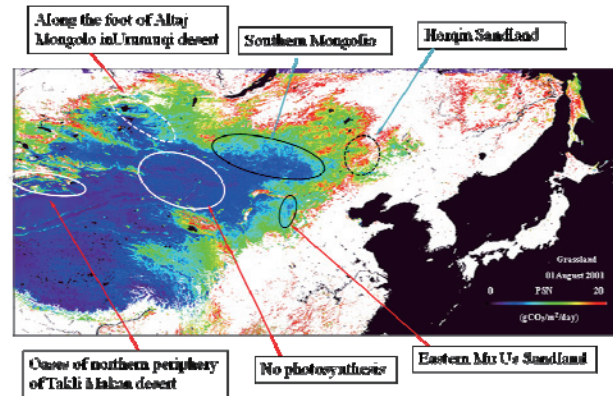 Along the foot of Altaj
Mongolo inUrumuqi desert
Southern Mongolia
Horqin Sandland
Grassland
01 August 2001
0 PSN 20
(gCO₂/m²/day)
Oases of northern periphery
of Takli Makan desert
No photosynthesis
Eastern Mu Us Sandland